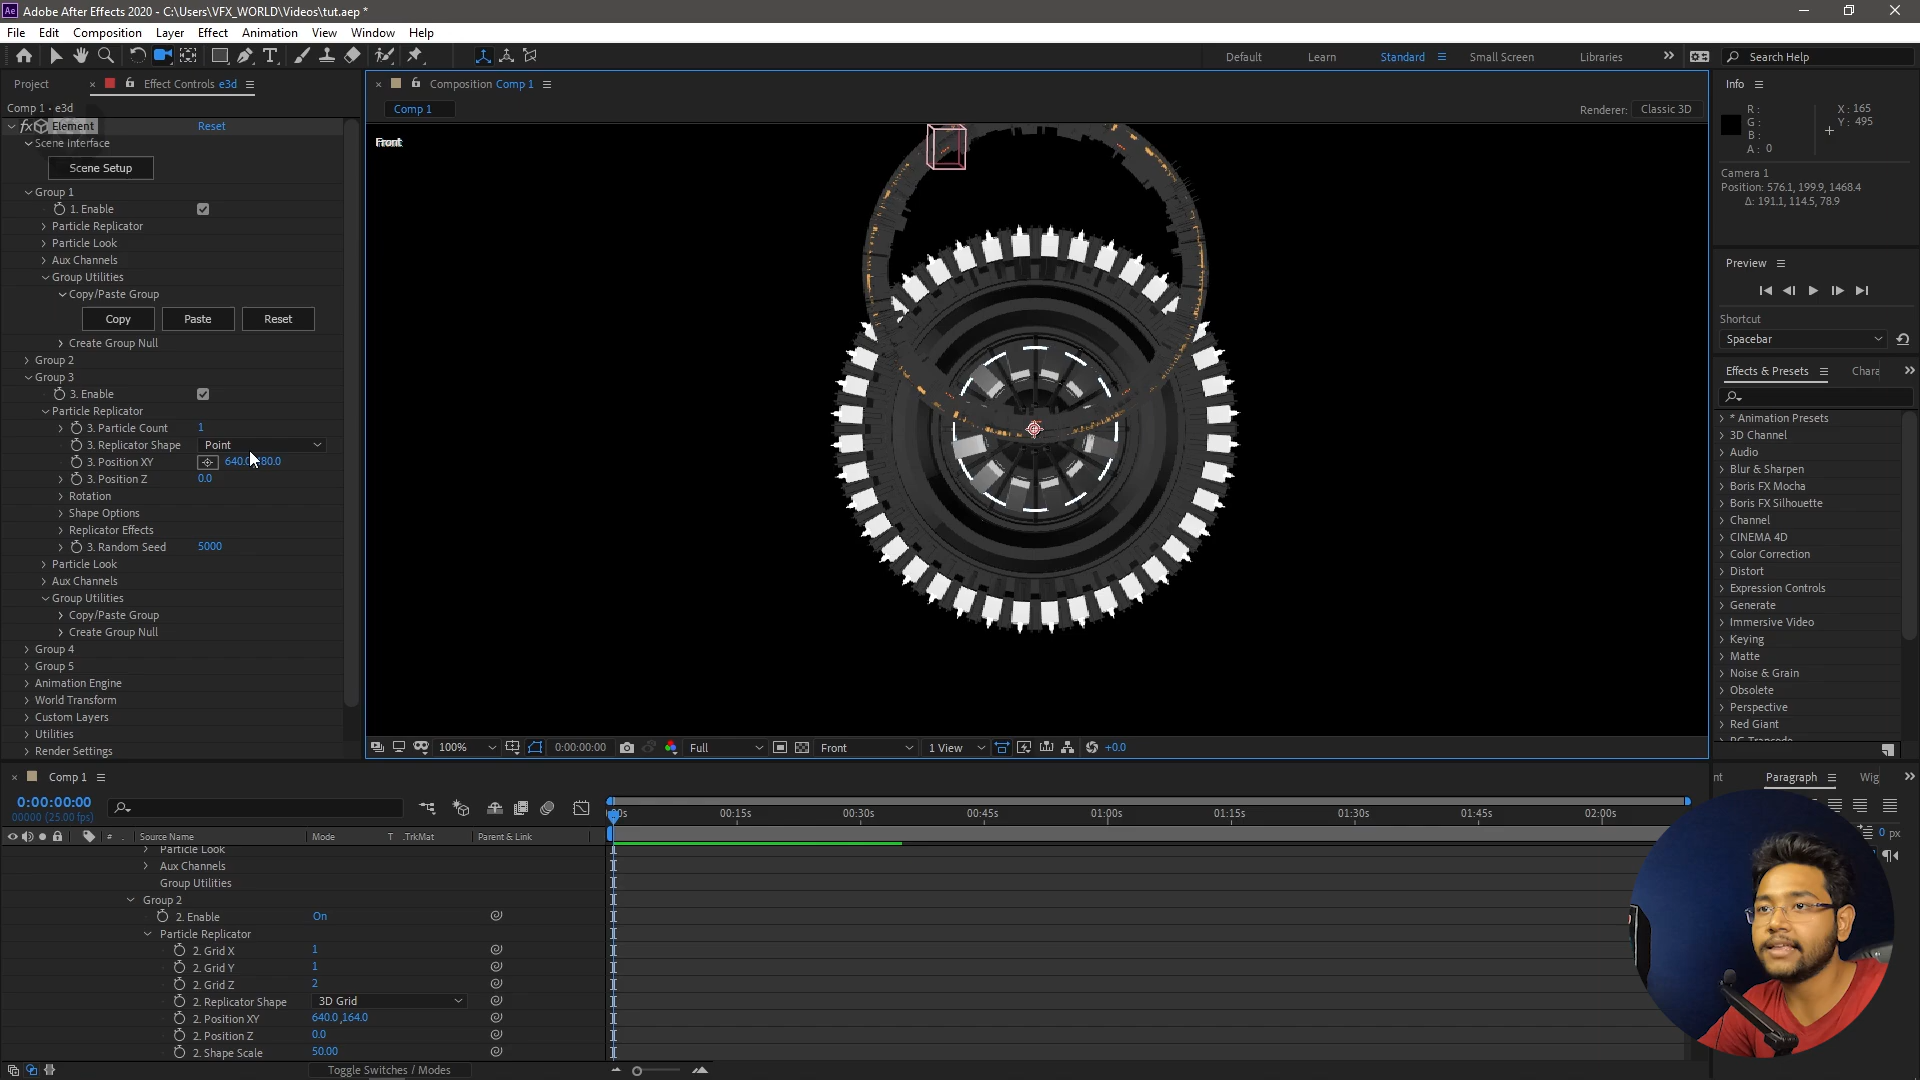 Ae Adobe After Effects 2020 - C:\Users\VFX_WORLD\Videos\tut.aep *
File Edit Composition Layer Effect Animation View Window Help
Default Learn Standard Small Screen Libraries Search Help
Project Effect Controls e3d
Comp 1 - e3d
fx Element Reset
Scene Interface
Scene Setup
Group 1
1. Enable
Particle Replicator
Particle Look
Aux Channels
Group Utilities
Copy/Paste Group
Copy Paste Reset
Create Group Null
Group 2
Group 3
3. Enable
Particle Replicator
3. Particle Count 1
3. Replicator Shape Point
3. Position XY
3. Position Z 0.0
Rotation
Shape Options
Replicator Effects
3. Random Seed 5000
Particle Look
Aux Channels
Group Utilities
Copy/Paste Group
Create Group Null
Group 4
Group 5
Animation Engine
World Transform
Custom Layers
Utilities
Render Settings
Composition Comp 1
Comp 1
Renderer: Classic 3D
Front
100% 0:00:00:00 Full Front 1 View +0.0
Info
R: X: 165
G: Y: 495
B:
A: 0
Camera 1
Position: 576.1, 199.9, 1468.4
Δ: 191.1, 114.5, 78.9
Preview
Shortcut
Spacebar
Effects & Presets Chara
* Animation Presets
3D Channel
Audio
Blur & Sharpen
Boris FX Mocha
Boris FX Silhouette
Channel
CINEMA 4D
Color Correction
Distort
Expression Controls
Generate
Immersive Video
Keying
Matte
Noise & Grain
Obsolete
Perspective
Red Giant
nt Paragraph Wig
0 px
Comp 1
0:00:00:00
00000 (25.00 fps)
# Source Name Mode T .TrkMat Parent & Link
00:15s 00:30s 00:45s 01:00s 01:15s 01:30s 01:45s 02:00s
Particle Look
Aux Channels
Group Utilities
Group 2
2. Enable On
Particle Replicator
2. Grid X 1
2. Grid Y 1
2. Grid Z 2
2. Replicator Shape 3D Grid
2. Position XY 640.0 ,164.0
2. Position Z 0.0
2. Shape Scale 50.00
Toggle Switches / Modes